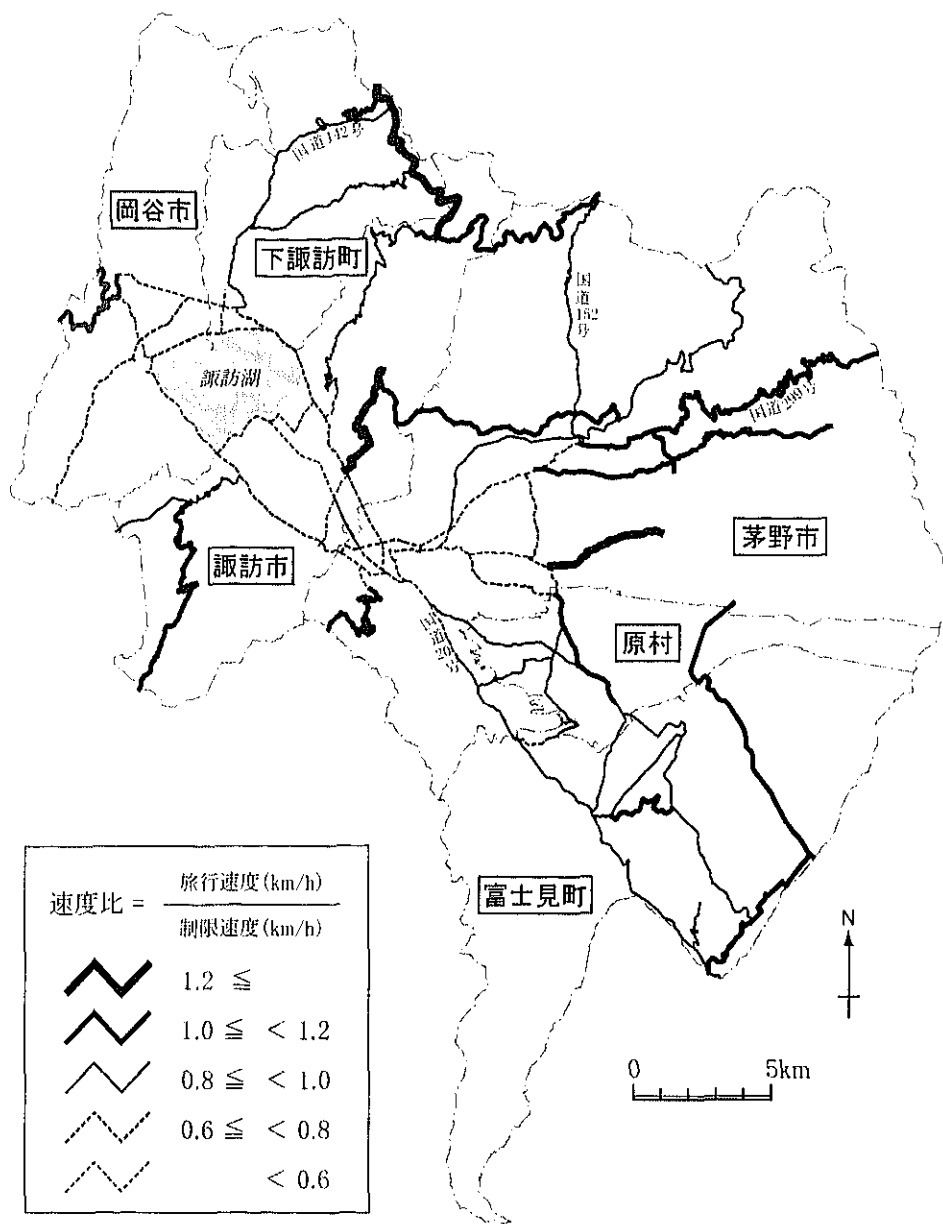 国道142号
岡谷市
下諏訪町
国道152号
諏訪湖
国道299号
茅野市
諏訪市
原村
国道20号
富士見町
速度比 = 旅行速度(km/h)
制限速度(km/h)
1.2 ≦
1.0 ≦ < 1.2
0.8 ≦ < 1.0
0.6 ≦ < 0.8
< 0.6
N
0 5km